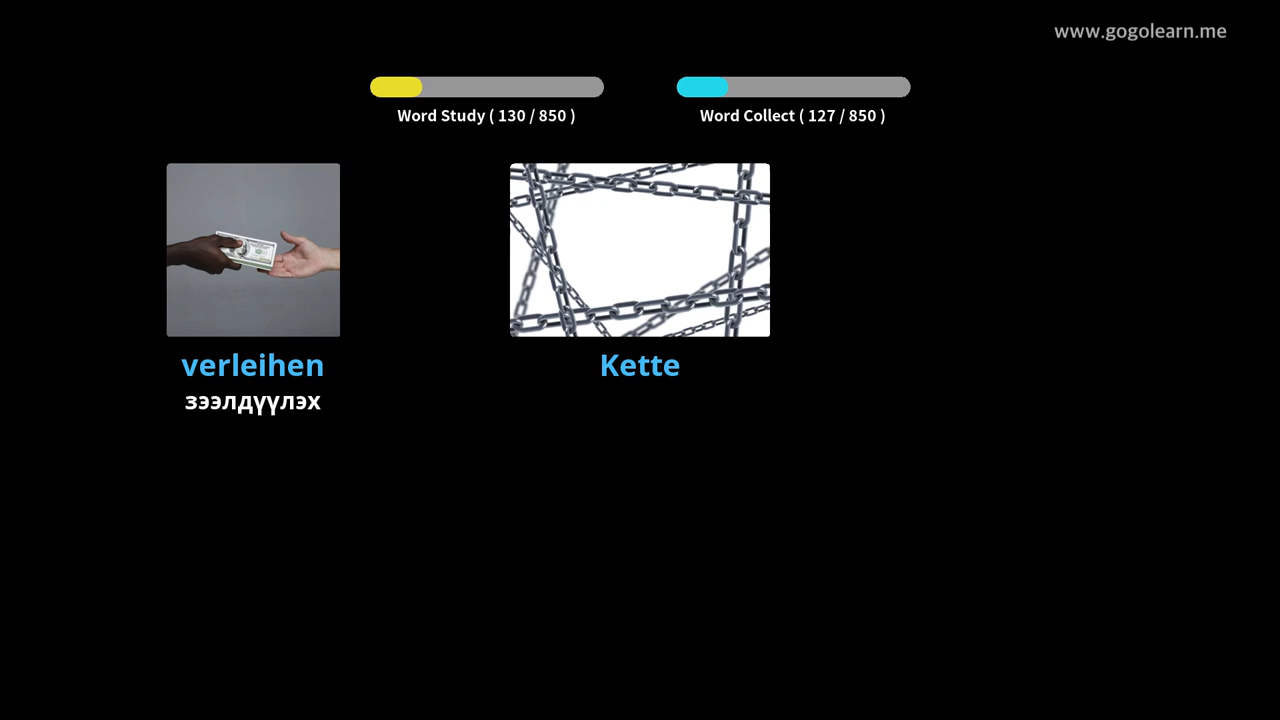 www.gogolearn.me
Word Study ( 130 / 850 )
Word Collect ( 127 / 850 )
verleihen
зээлдүүлэх
Kette